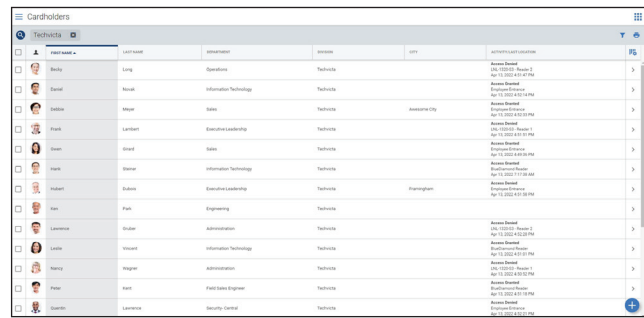 Cardholders
Techvicta
FIRST NAME LAST NAME DEPARTMENT DIVISION CITY ACTIVITY/LAST LOCATION
Becky Long Operations Techvicta Access Denied
LNL-1320-S3 - Reader 2
Apr 13, 2022 4:51:47 PM
Daniel Novak Information Technology Techvicta Access Granted
Employee Entrance
Apr 13, 2022 4:52:14 PM
Debbie Meyer Sales Techvicta Awesome City Access Granted
Employee Entrance
Apr 13, 2022 4:53:33 PM
Frank Lambert Executive Leadership Techvicta Access Denied
LNL-1320-S3 - Reader 1
Apr 13, 2022 4:51:51 PM
Gwen Girard Sales Techvicta Access Granted
Employee Entrance
Apr 13, 2022 4:49:36 PM
Hank Steiner Information Technology Techvicta Access Granted
BlueDiamond Reader
Apr 15, 2022 7:17:39 AM
Hubert Dubois Executive Leadership Techvicta Framingham Access Denied
Employee Entrance
Apr 13, 2022 4:51:38 PM
Ken Park Engineering Techvicta
Lawrence Gruber Administration Techvicta Access Denied
LNL-1320-S3 - Reader 2
Apr 13, 2022 4:52:28 PM
Leslie Vincent Information Technology Techvicta Access Granted
BlueDiamond Reader
Apr 13, 2022 4:51:01 PM
Nancy Wagner Administration Techvicta Access Denied
LNL-1320-S3 - Reader 1
Apr 13, 2022 4:50:52 PM
Peter Kent Field Sales Engineer Techvicta Access Granted
BlueDiamond Reader
Apr 13, 2022 4:51:18 PM
Quentin Lawrence Security- Central Techvicta Access Denied
Employee Entrance
Apr 13, 2022 4:52:21 PM